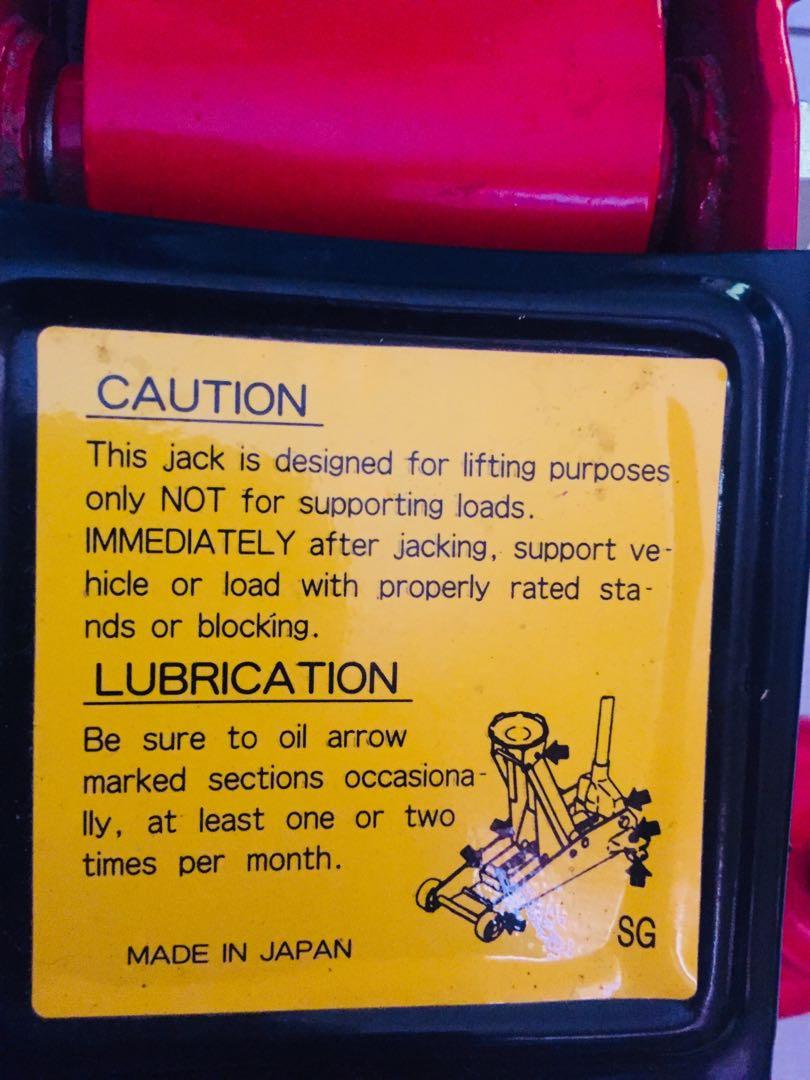 CAUTION
This jack is designed for lifting purposes
only NOT for supporting loads.
IMMEDIATELY after jacking, support ve-
hicle or load with properly rated sta-
nds or blocking.
LUBRICATION
Be sure to oil arrow
marked sections occasiona-
lly, at least one or two
times per month.
SG
MADE IN JAPAN